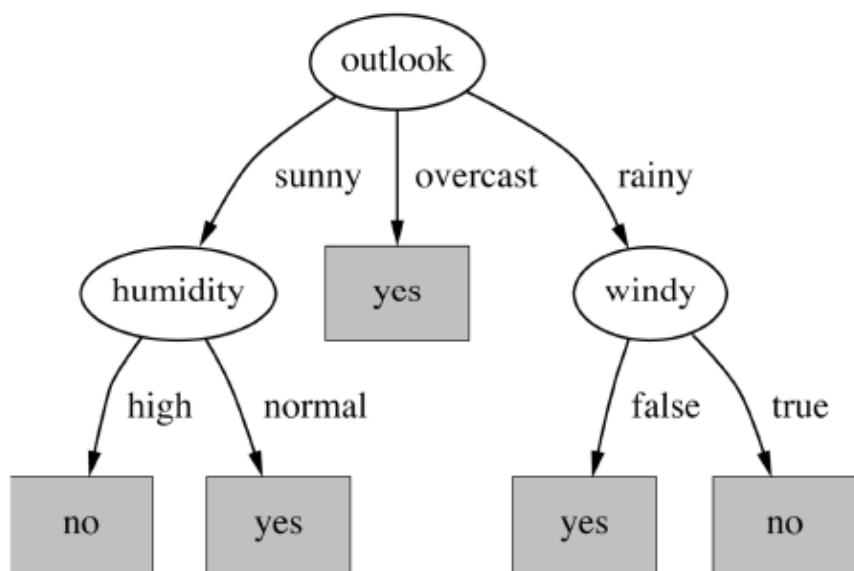 outlook
sunny overcast rainy
humidity yes windy
high normal false true
no yes yes no